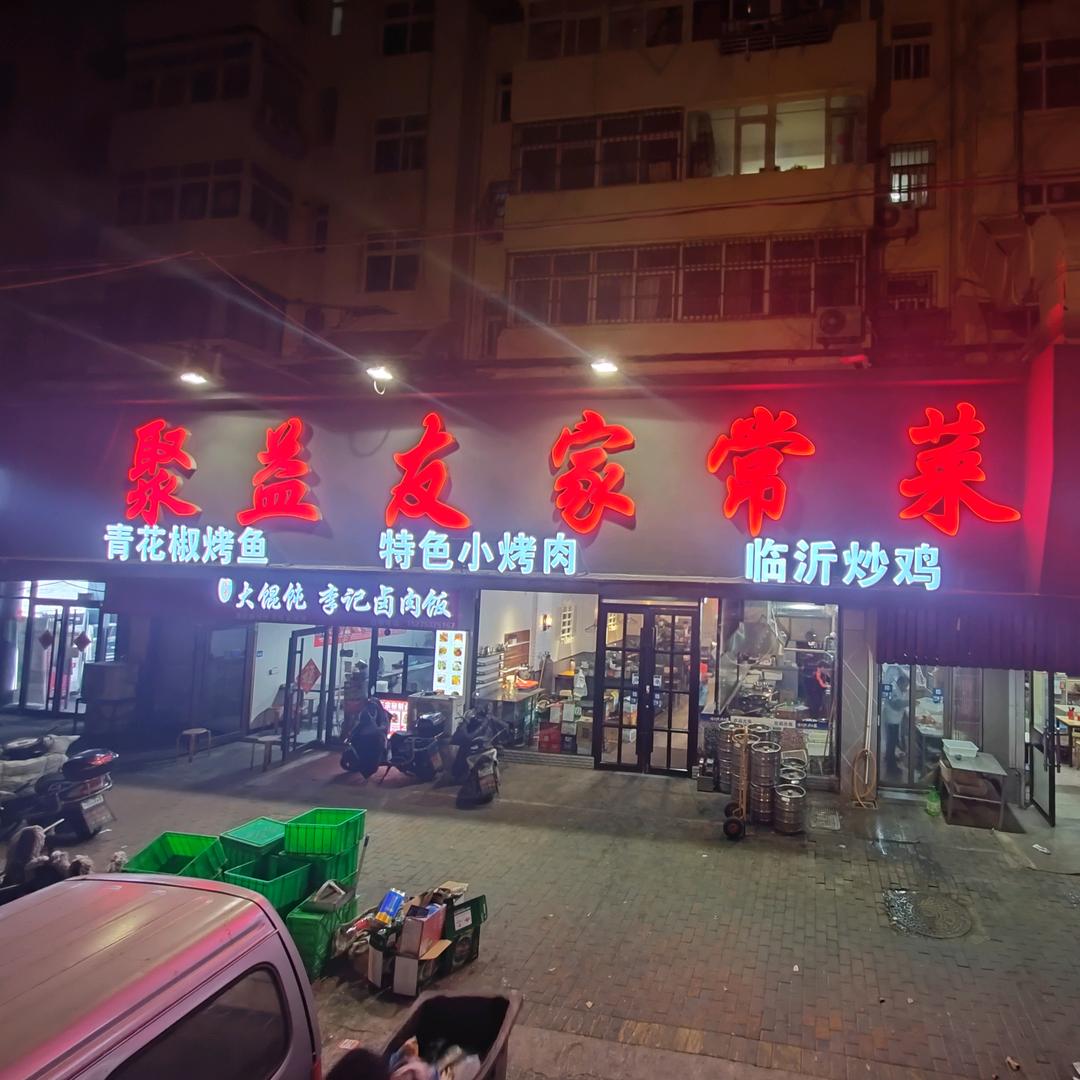 聚益友家常菜
青花椒烤鱼 特色小烤肉 临沂炒鸡
大馄饨 李记卤肉饭